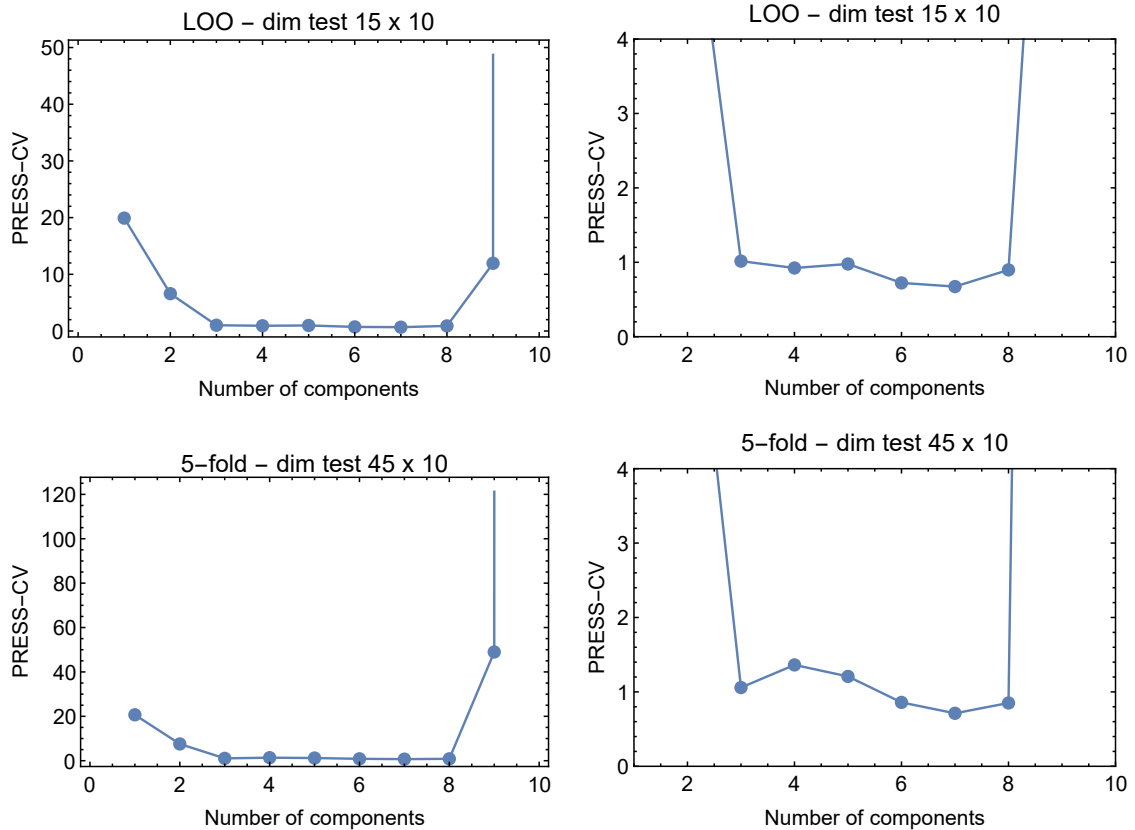 LOO − dim test 15 x 10
50
40
30
20
10
0
PRESS−CV
0 2 4 6 8 10
Number of components
LOO − dim test 15 x 10
4
3
2
1
0
PRESS−CV
2 4 6 8 10
Number of components
5−fold − dim test 45 x 10
120
100
80
60
40
20
0
PRESS−CV
0 2 4 6 8 10
Number of components
5−fold − dim test 45 x 10
4
3
2
1
0
PRESS−CV
2 4 6 8 10
Number of components